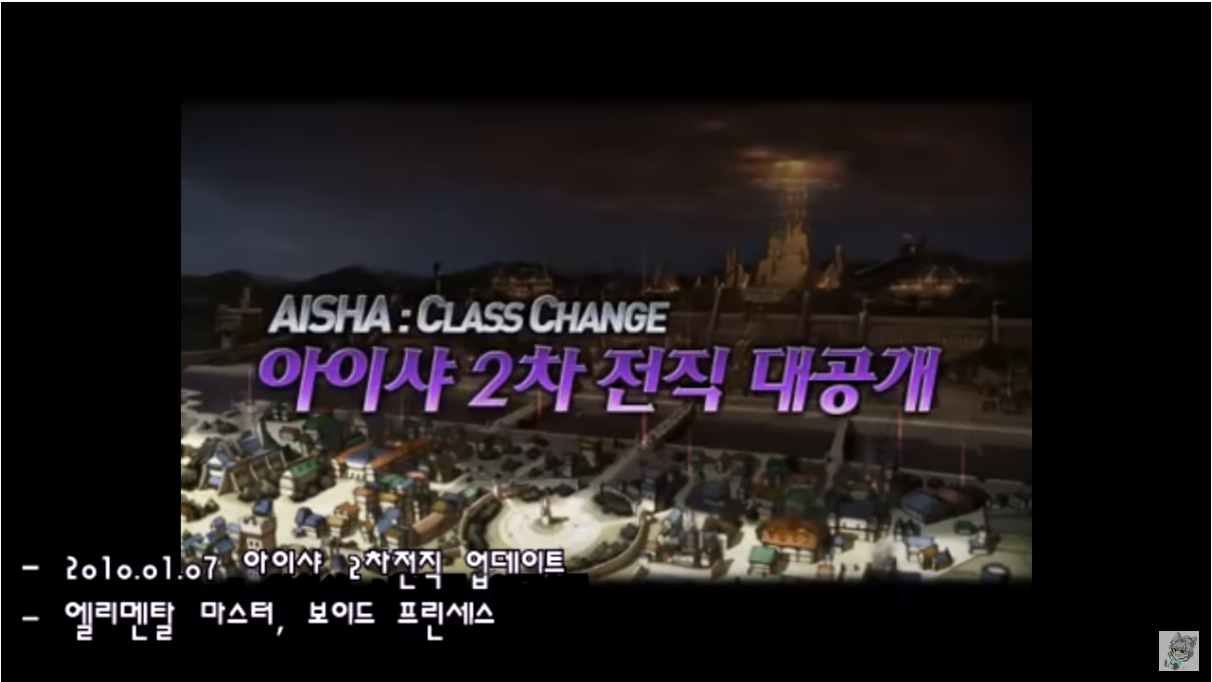 AISHA : CLASS CHANGE
아이샤 2차 전직 대공개
- 2010.01.07 아이샤 2차전직 업데이트
- 엘리멘탈 마스터, 보이드 프린세스